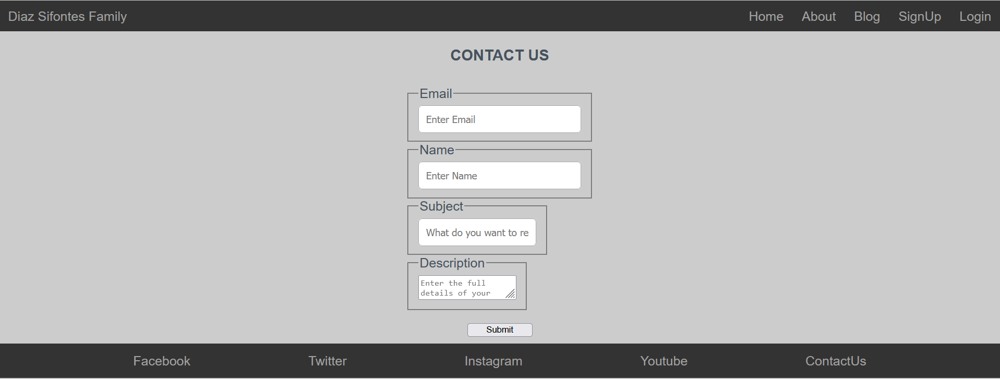 Diaz Sifontes Family Home About Blog SignUp Login
CONTACT US
Email
Enter Email
Name
Enter Name
Subject
What do you want to re
Description
Enter the full
details of your
Submit
Facebook Twitter Instagram Youtube ContactUs